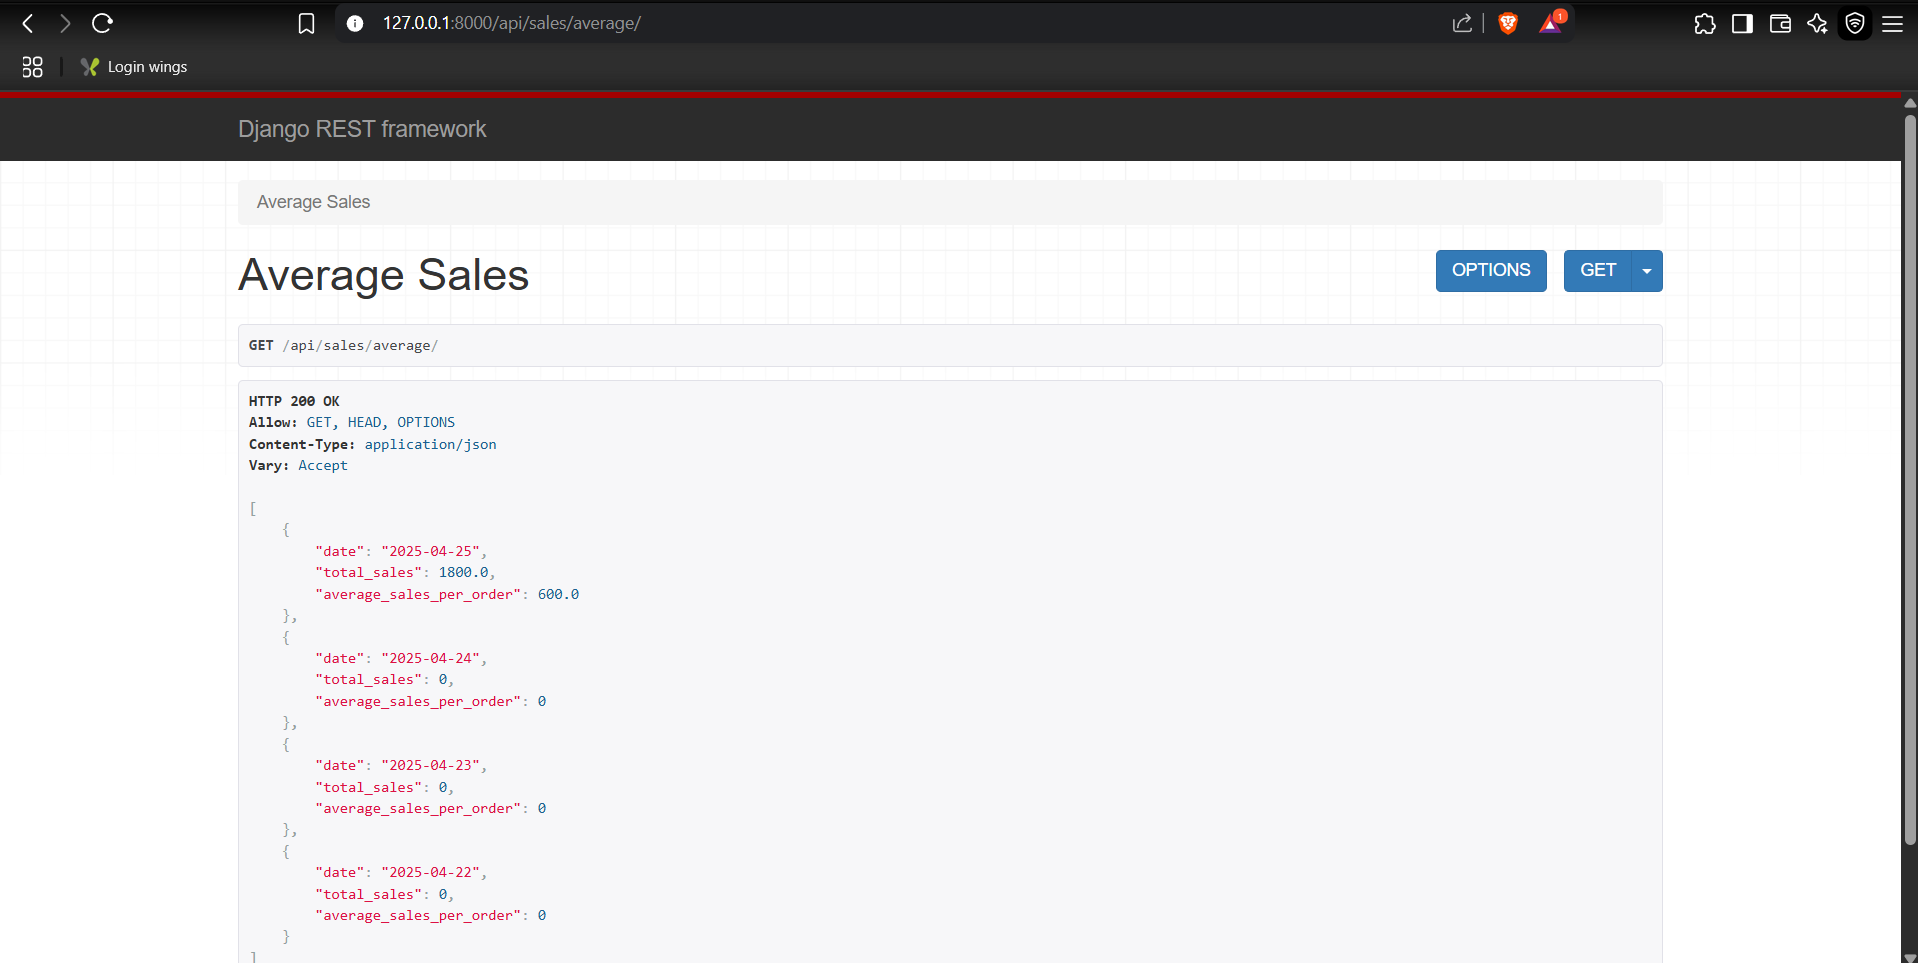 127.0.0.1:8000/api/sales/average/
1
Login wings
Django REST framework
Average Sales
Average Sales
OPTIONS
GET
GET /api/sales/average/
HTTP 200 OK
Allow: GET, HEAD, OPTIONS
Content-Type: application/json
Vary: Accept
[
    {
        "date": "2025-04-25",
        "total_sales": 1800.0,
        "average_sales_per_order": 600.0
    },
    {
        "date": "2025-04-24",
        "total_sales": 0,
        "average_sales_per_order": 0
    },
    {
        "date": "2025-04-23",
        "total_sales": 0,
        "average_sales_per_order": 0
    },
    {
        "date": "2025-04-22",
        "total_sales": 0,
        "average_sales_per_order": 0
    }
]